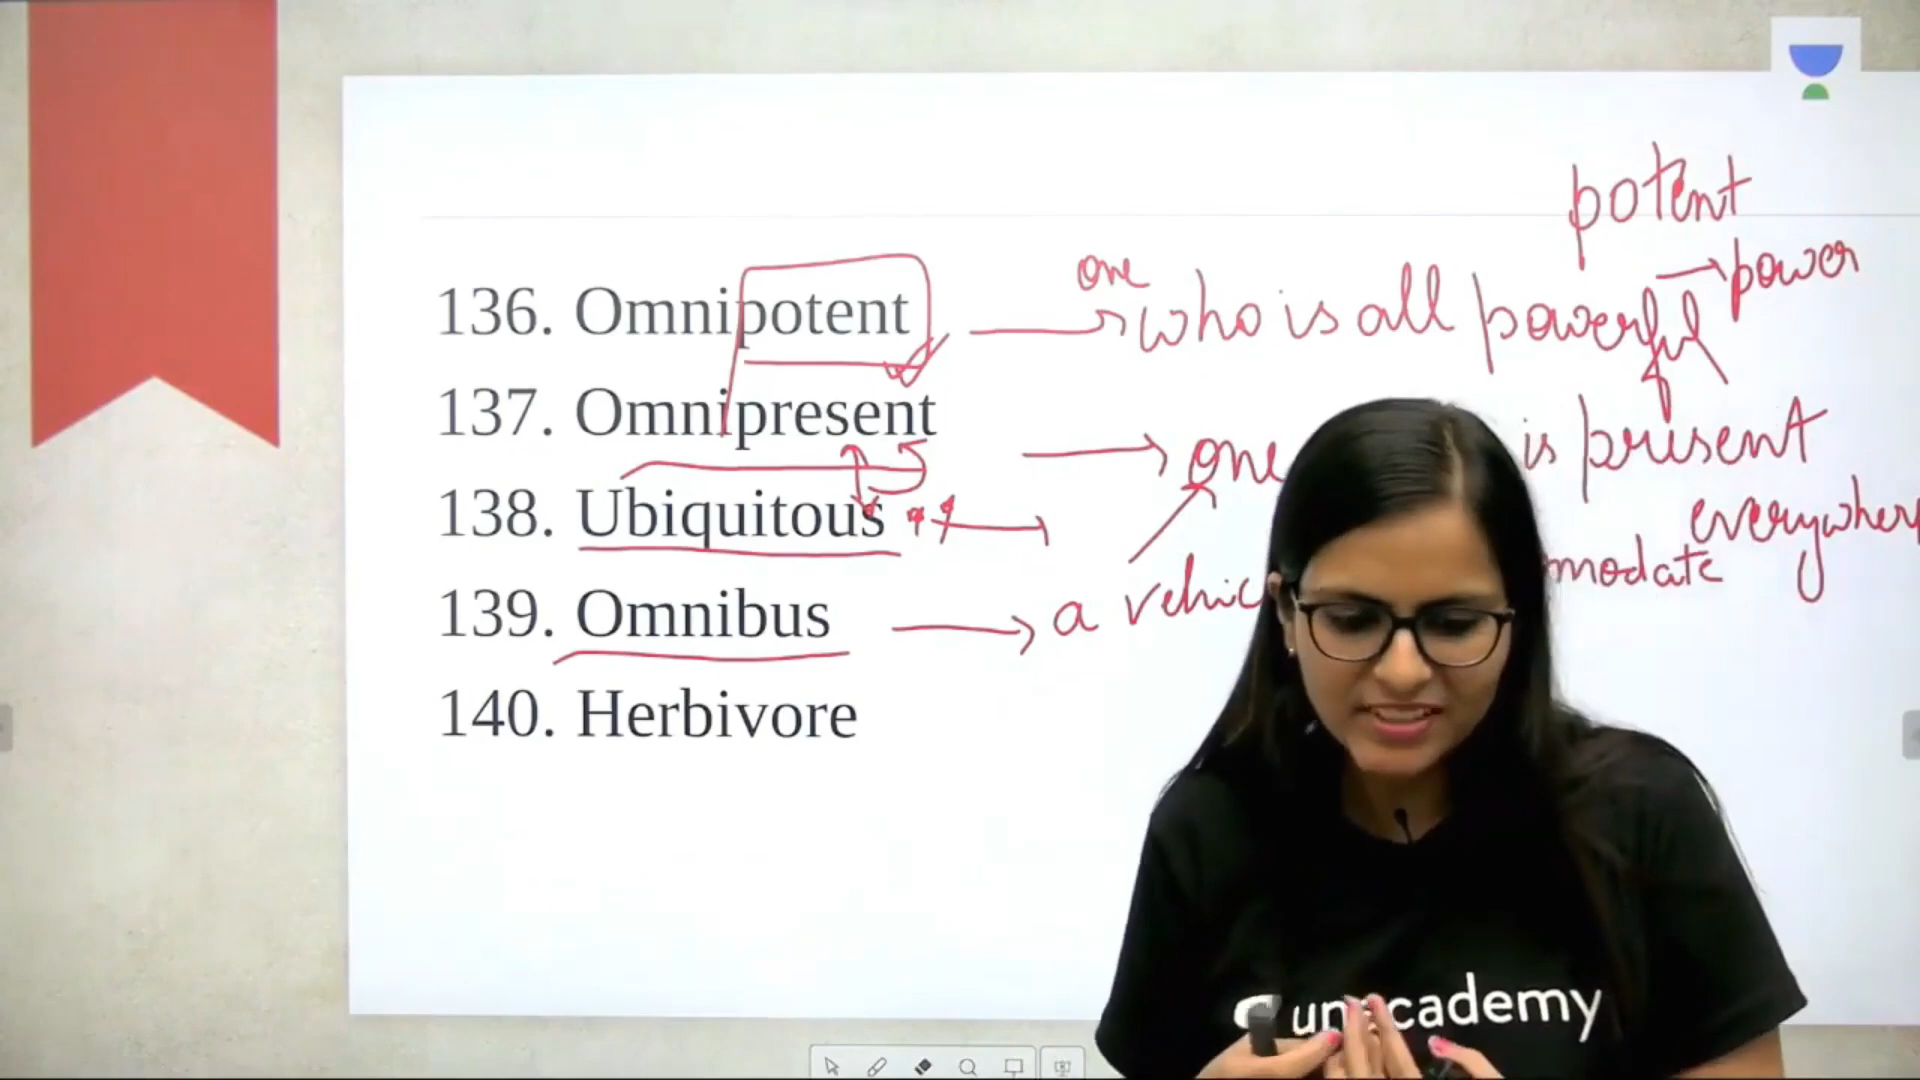 potent
→ power
one
136. Omnipotent → who is all powerful
137. Omnipresent → one is present
everywhere
138. Ubiquitous **
139. Omnibus → a vehic modate
140. Herbivore
unacademy